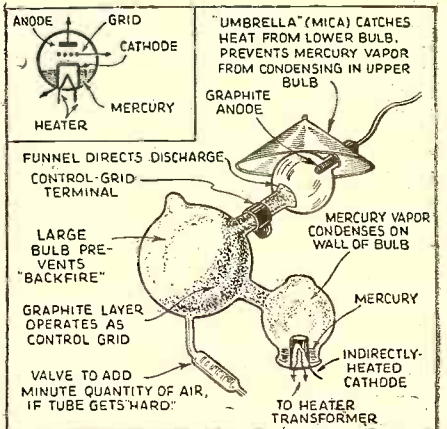 ANODE
GRID
CATHODE
MERCURY
HEATER
"UMBRELLA" (MICA) CATCHES
HEAT FROM LOWER BULB,
PREVENTS MERCURY VAPOR
FROM CONDENSING IN UPPER
BULB
GRAPHITE
ANODE
FUNNEL DIRECTS DISCHARGE
CONTROL-GRID
TERMINAL
LARGE
BULB PRE-
VENTS
"BACKFIRE"
MERCURY VAPOR
CONDENSES ON
WALL OF BULB
MERCURY
GRAPHITE LAYER
OPERATES AS
CONTROL GRID
INDIRECTLY-
HEATED
CATHODE
VALVE TO ADD
MINUTE QUANTITY OF AIR,
IF TUBE GETS "HARD."
TO HEATER
TRANSFORMER